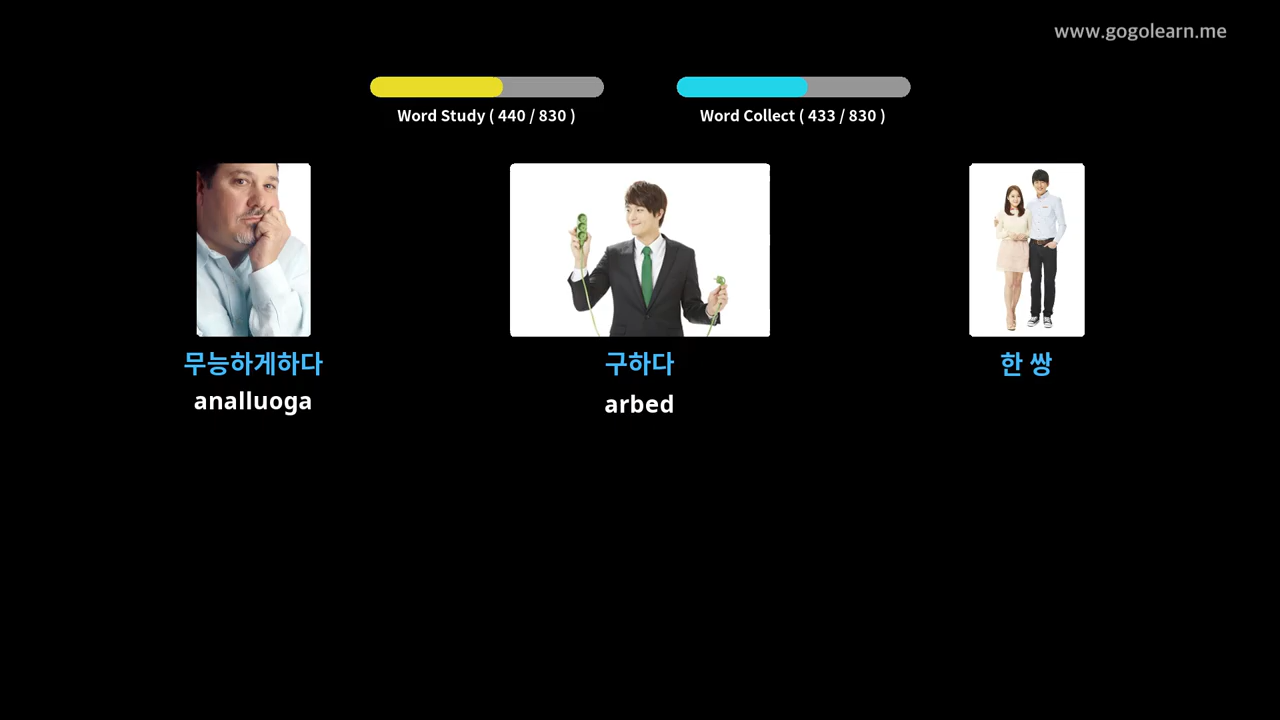 www.gogolearn.me
Word Study ( 440 / 830 )
Word Collect ( 433 / 830 )
무능하게하다
구하다
한 쌍
analluoga
arbed